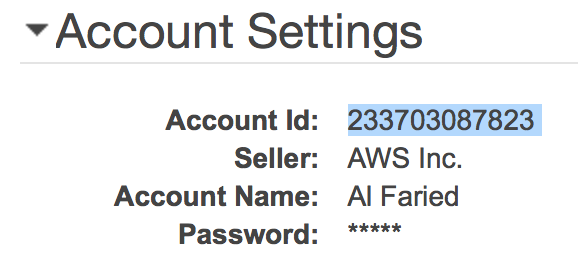 Account Settings
Account Id: 233703087823
Seller: AWS Inc.
Account Name: Al Faried
Password: *****